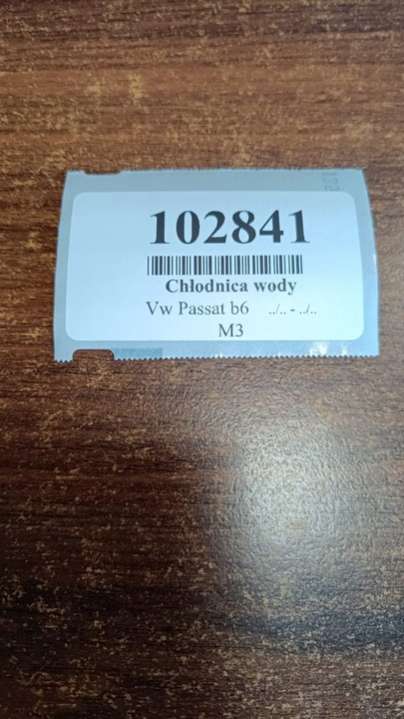 102841
Chłodnica wody
Vw Passat b6 ../.. - ../..
M3